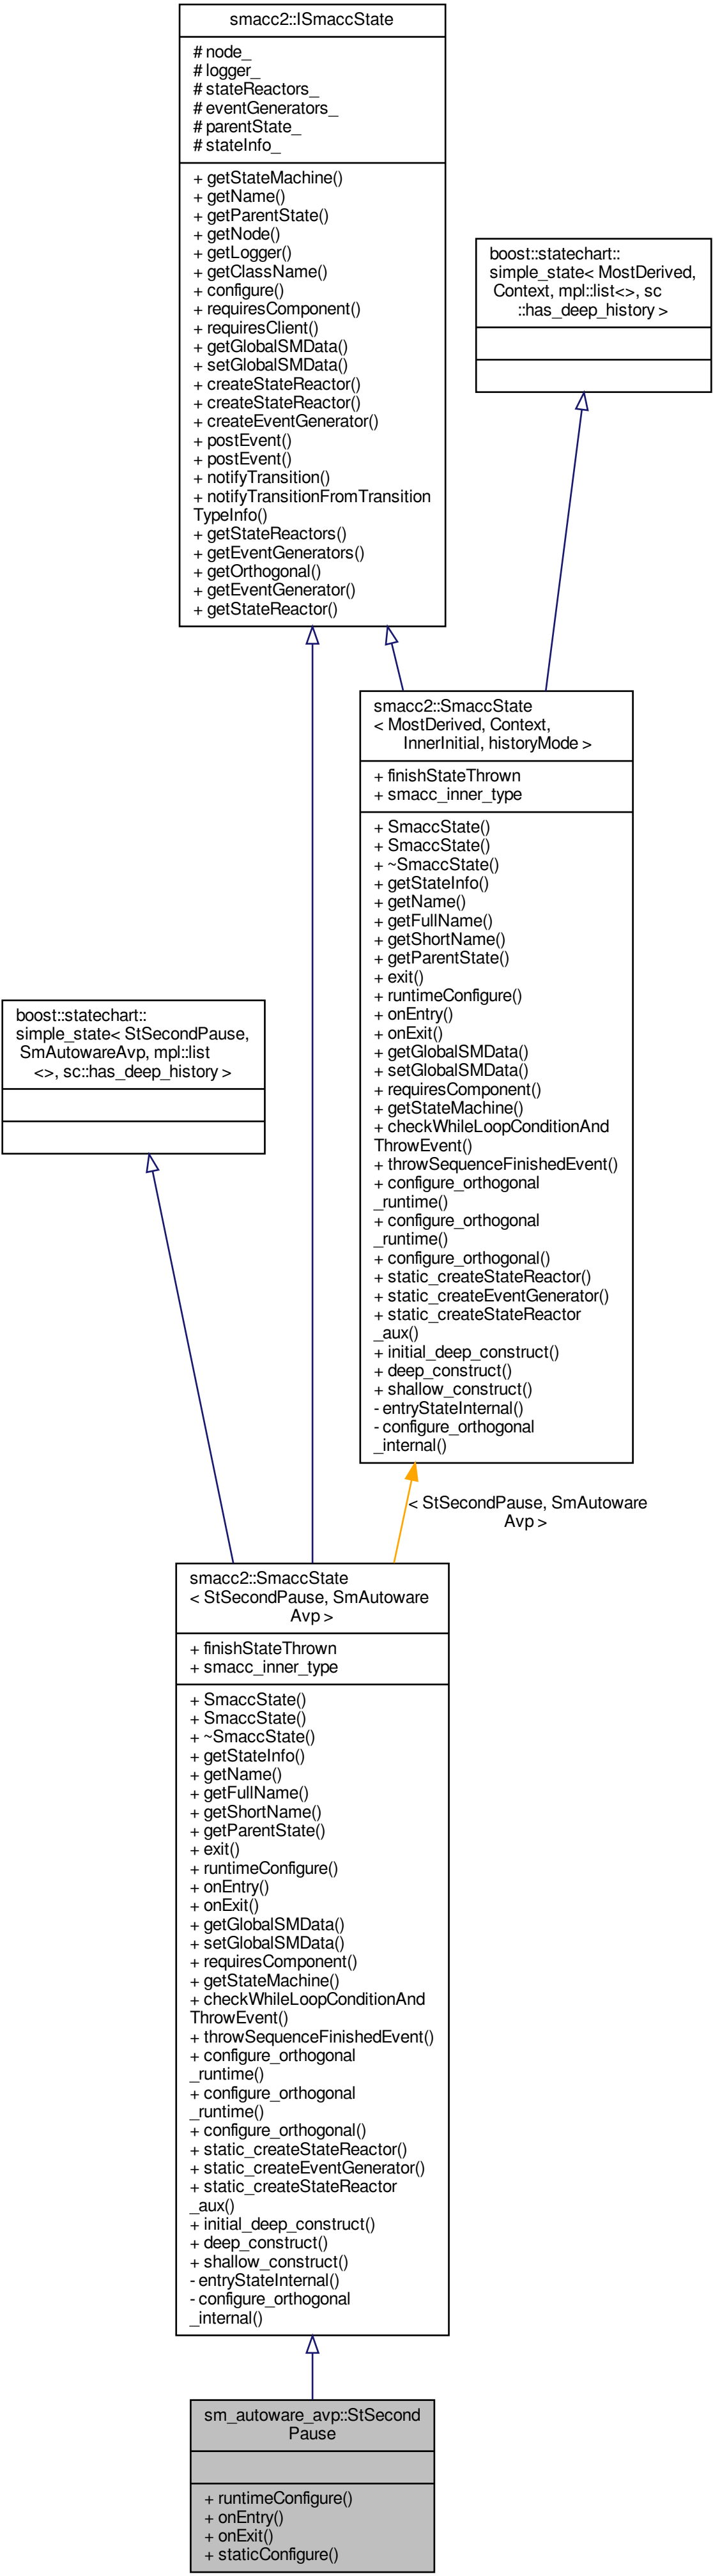 smacc2::ISmaccState
# node_
# logger_
# stateReactors_
# eventGenerators_
# parentState_
# stateInfo_
+ getStateMachine()
+ getName()
+ getParentState()
+ getNode()
+ getLogger()
+ getClassName()
+ configure()
+ requiresComponent()
+ requiresClient()
+ getGlobalSMData()
+ setGlobalSMData()
+ createStateReactor()
+ createStateReactor()
+ createEventGenerator()
+ postEvent()
+ postEvent()
+ notifyTransition()
+ notifyTransitionFromTransition
TypeInfo()
+ getStateReactors()
+ getEventGenerators()
+ getOrthogonal()
+ getEventGenerator()
+ getStateReactor()
boost::statechart::
simple_state< MostDerived,
Context, mpl::list<>, sc
::has_deep_history >
smacc2::SmaccState
< MostDerived, Context,
InnerInitial, historyMode >
+ finishStateThrown
+ smacc_inner_type
+ SmaccState()
+ SmaccState()
+ ~SmaccState()
+ getStateInfo()
+ getName()
+ getFullName()
+ getShortName()
+ getParentState()
+ exit()
+ runtimeConfigure()
+ onEntry()
+ onExit()
+ getGlobalSMData()
+ setGlobalSMData()
+ requiresComponent()
+ getStateMachine()
+ checkWhileLoopConditionAnd
ThrowEvent()
+ throwSequenceFinishedEvent()
+ configure_orthogonal
_runtime()
+ configure_orthogonal
_runtime()
+ configure_orthogonal()
+ static_createStateReactor()
+ static_createEventGenerator()
+ static_createStateReactor
_aux()
+ initial_deep_construct()
+ deep_construct()
+ shallow_construct()
- entryStateInternal()
- configure_orthogonal
_internal()
boost::statechart::
simple_state< StSecondPause,
SmAutowareAvp, mpl::list
<>, sc::has_deep_history >
< StSecondPause, SmAutoware
Avp >
smacc2::SmaccState
< StSecondPause, SmAutoware
Avp >
+ finishStateThrown
+ smacc_inner_type
+ SmaccState()
+ SmaccState()
+ ~SmaccState()
+ getStateInfo()
+ getName()
+ getFullName()
+ getShortName()
+ getParentState()
+ exit()
+ runtimeConfigure()
+ onEntry()
+ onExit()
+ getGlobalSMData()
+ setGlobalSMData()
+ requiresComponent()
+ getStateMachine()
+ checkWhileLoopConditionAnd
ThrowEvent()
+ throwSequenceFinishedEvent()
+ configure_orthogonal
_runtime()
+ configure_orthogonal
_runtime()
+ configure_orthogonal()
+ static_createStateReactor()
+ static_createEventGenerator()
+ static_createStateReactor
_aux()
+ initial_deep_construct()
+ deep_construct()
+ shallow_construct()
- entryStateInternal()
- configure_orthogonal
_internal()
sm_autoware_avp::StSecond
Pause
+ runtimeConfigure()
+ onEntry()
+ onExit()
+ staticConfigure()